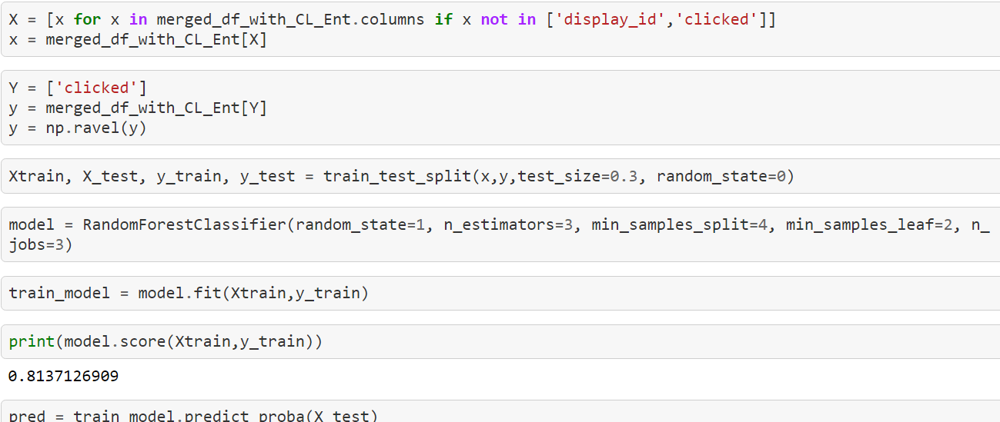 X = [x for x in merged_df_with_CL_Ent.columns if x not in ['display_id','clicked']]
x = merged_df_with_CL_Ent[X]
Y = ['clicked']
y = merged_df_with_CL_Ent[Y]
y = np.ravel(y)
Xtrain, X_test, y_train, y_test = train_test_split(x,y,test_size=0.3, random_state=0)
model = RandomForestClassifier(random_state=1, n_estimators=3, min_samples_split=4, min_samples_leaf=2, n_
jobs=3)
train_model = model.fit(Xtrain,y_train)
print(model.score(Xtrain,y_train))
0.8137126909
pred = train_model.predict_proba(X_test)